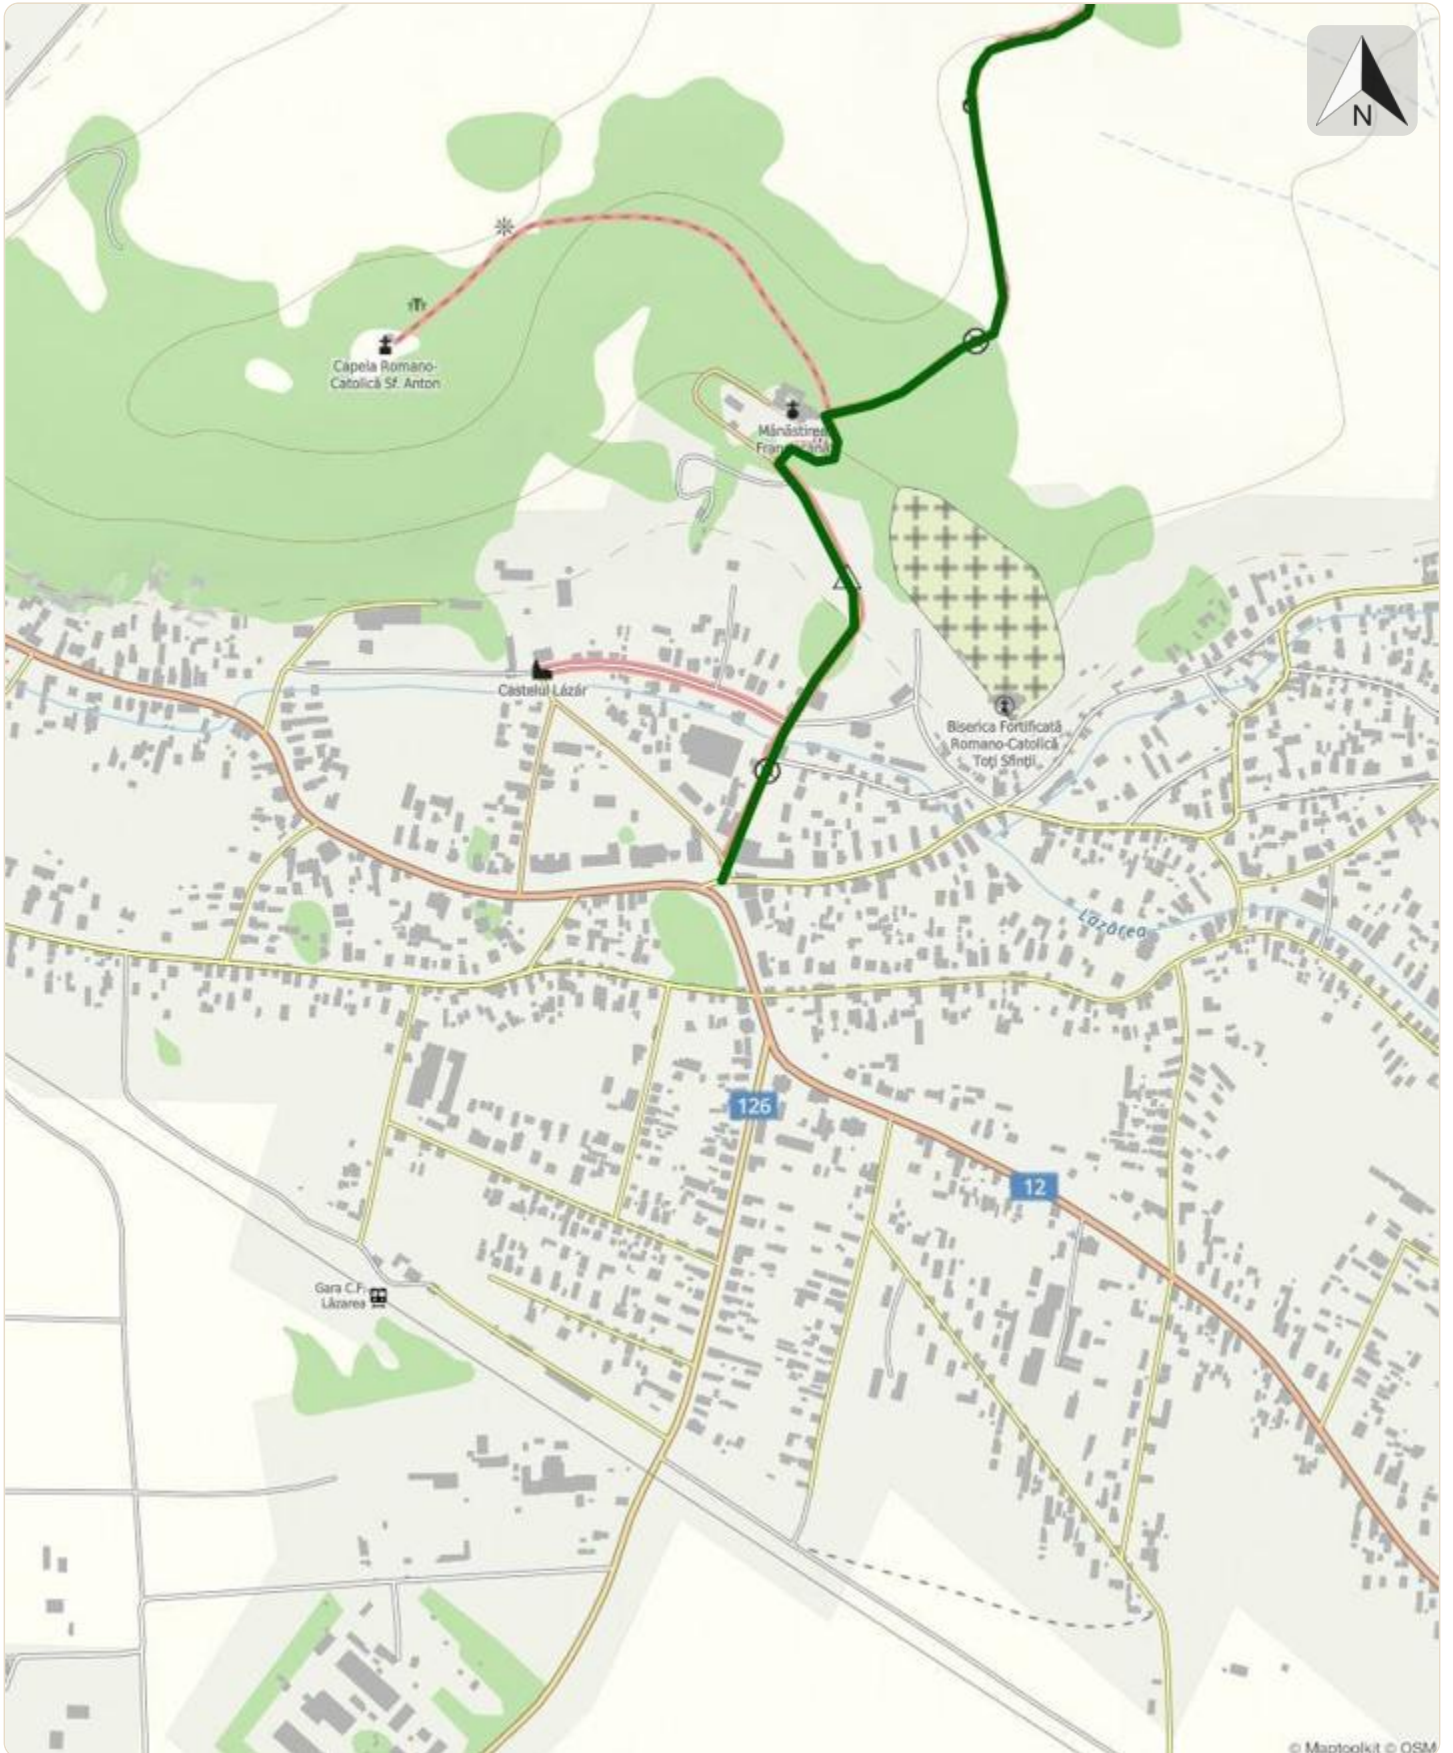 N
Capela Romano-
Catolică Sf. Anton
Mănăstirea
Castelul Lázár
Biserica Fortificată
Romano-Catolică
Toți Sfinții
Lăzărea
126
12
Gara C.F.
Lăzarea
© Maptoolkit © OSM